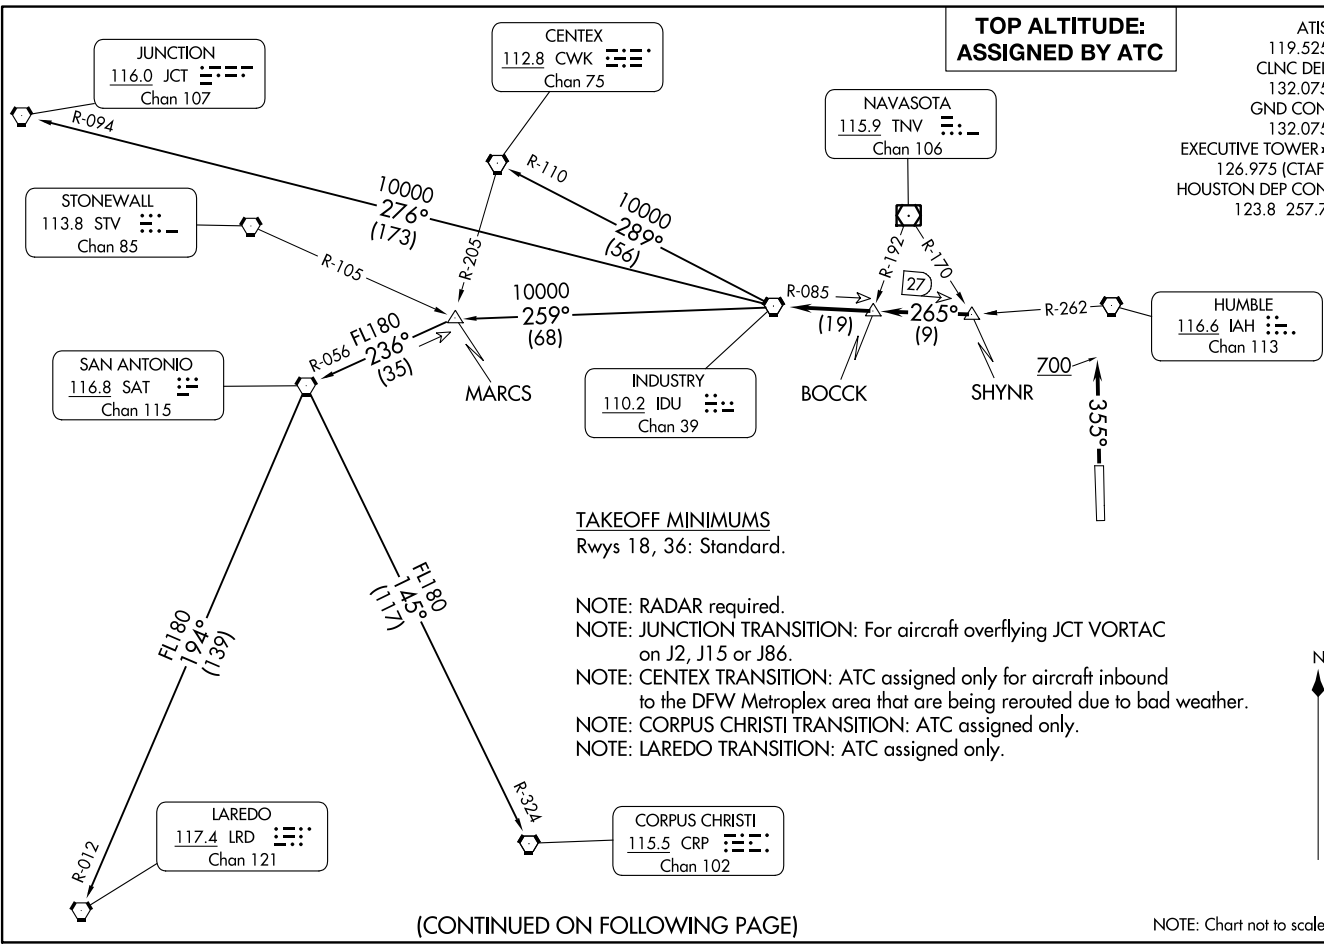 TOP ALTITUDE:
ASSIGNED BY ATC
ATIS
119.525
CLNC DEL
132.075
GND CON
132.075
EXECUTIVE TOWER
126.975 (CTAF
HOUSTON DEP CON
123.8 257.7
JUNCTION
116.0 JCT
Chan 107
CENTEX
112.8 CWK
Chan 75
NAVASOTA
115.9 TNV
Chan 106
STONEWALL
113.8 STV
Chan 85
SAN ANTONIO
116.8 SAT
Chan 115
INDUSTRY
110.2 IDU
Chan 39
HUMBLE
116.6 IAH
Chan 113
R-094
10000
276°
(173)
R-110
10000
289°
(56)
R-205
R-105
10000
259°
(68)
R-056
FL180
236°
(35)
MARCS
R-085
(19)
R-192
R-170
27
265°
(9)
R-262
BOCCK
SHYNR
700
355°
TAKEOFF MINIMUMS
Rwys 18, 36: Standard.
NOTE: RADAR required.
NOTE: JUNCTION TRANSITION: For aircraft overflying JCT VORTAC
on J2, J15 or J86.
NOTE: CENTEX TRANSITION: ATC assigned only for aircraft inbound
to the DFW Metroplex area that are being rerouted due to bad weather.
NOTE: CORPUS CHRISTI TRANSITION: ATC assigned only.
NOTE: LAREDO TRANSITION: ATC assigned only.
FL180
194°
(139)
FL180
145°
(117)
R-012
R-324
LAREDO
117.4 LRD
Chan 121
CORPUS CHRISTI
115.5 CRP
Chan 102
N
(CONTINUED ON FOLLOWING PAGE)
NOTE: Chart not to scale